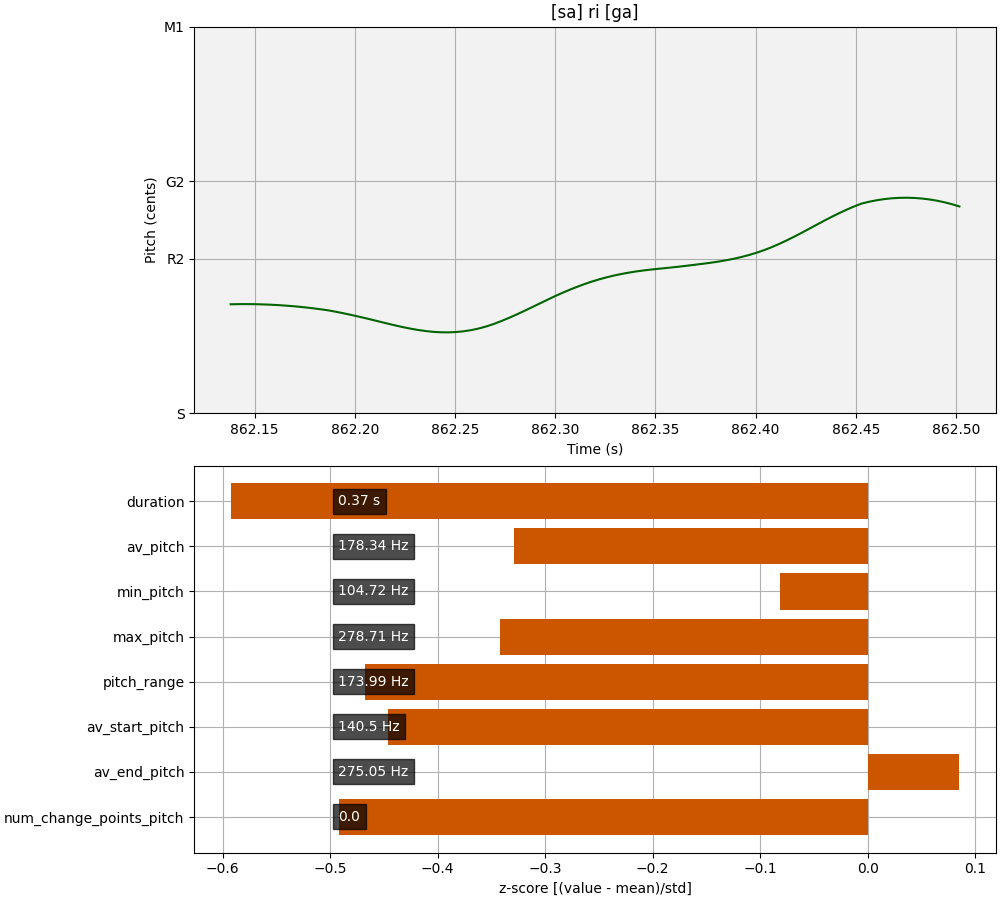 [sa] ri [ga]
M1
G2
R2
S
Pitch (cents)
862.15 862.20 862.25 862.30 862.35 862.40 862.45 862.50
Time (s)
duration 0.37 s
av_pitch 178.34 Hz
min_pitch 104.72 Hz
max_pitch 278.71 Hz
pitch_range 173.99 Hz
av_start_pitch 140.5 Hz
av_end_pitch 275.05 Hz
num_change_points_pitch 0.0
−0.6 −0.5 −0.4 −0.3 −0.2 −0.1 0.0 0.1
z-score [(value - mean)/std]